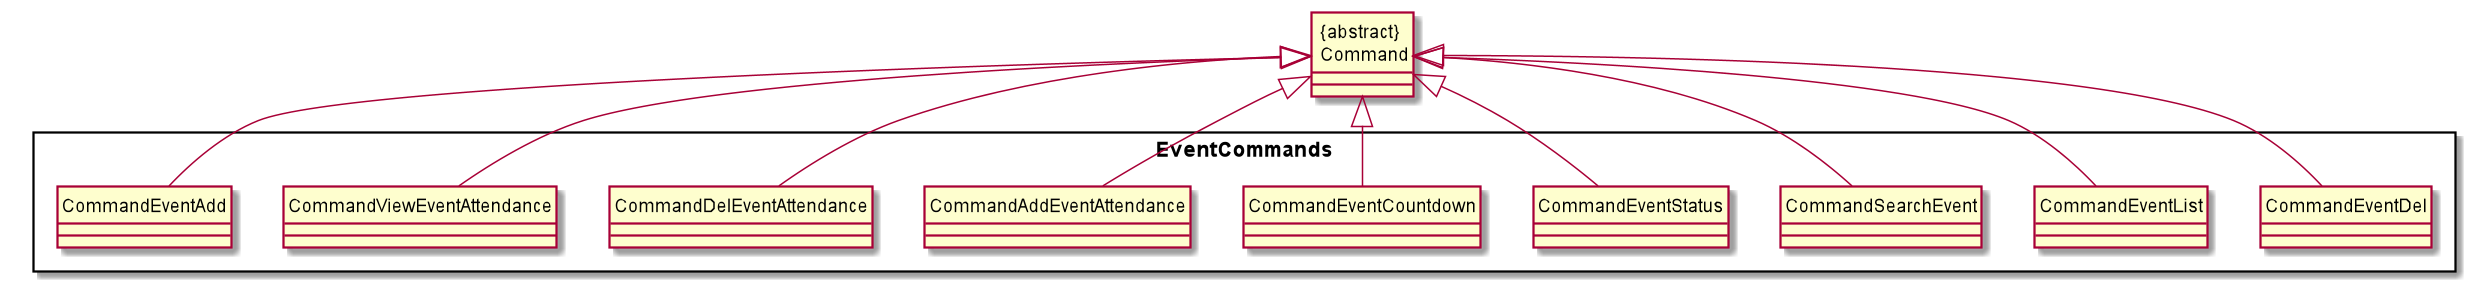 {abstract}
Command
EventCommands
CommandEventAdd
CommandViewEventAttendance
CommandDelEventAttendance
CommandAddEventAttendance
CommandEventCountdown
CommandEventStatus
CommandSearchEvent
CommandEventList
CommandEventDel